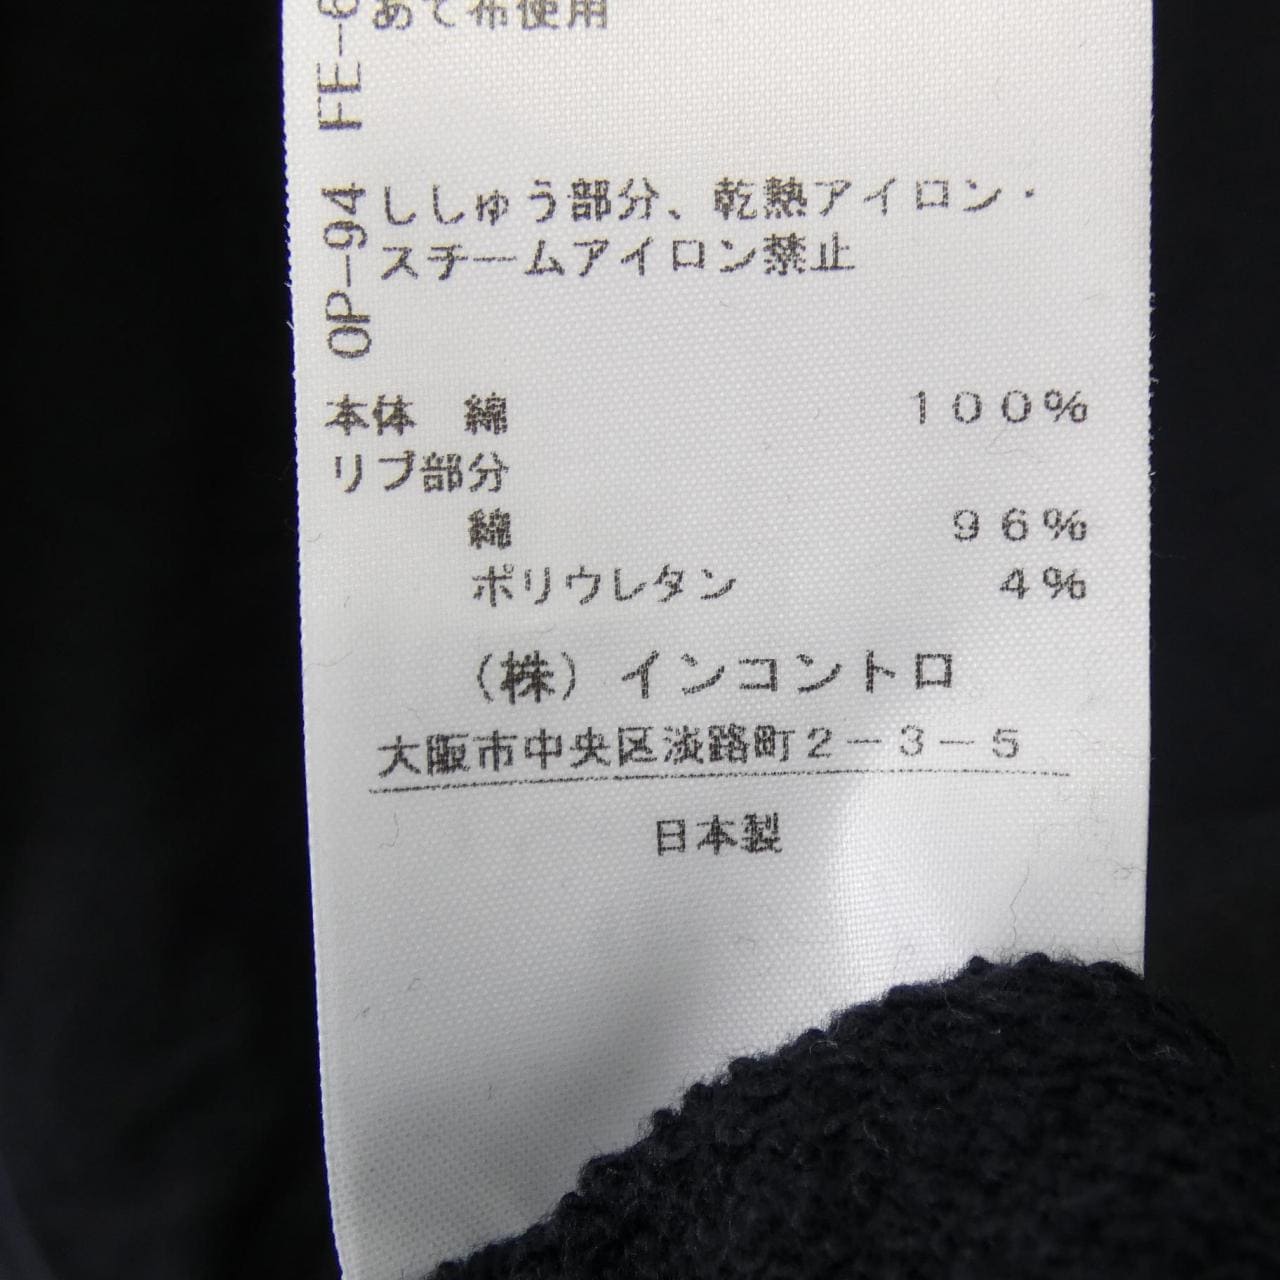 あて布使用
ししゅう部分、乾熱アイロン・
スチームアイロン禁止
本体 綿 100%
リブ部分
綿 96%
ポリウレタン 4%
(株) インコントロ
大阪市中央区淡路町2-3-5
日本製
OP-94 FE-6